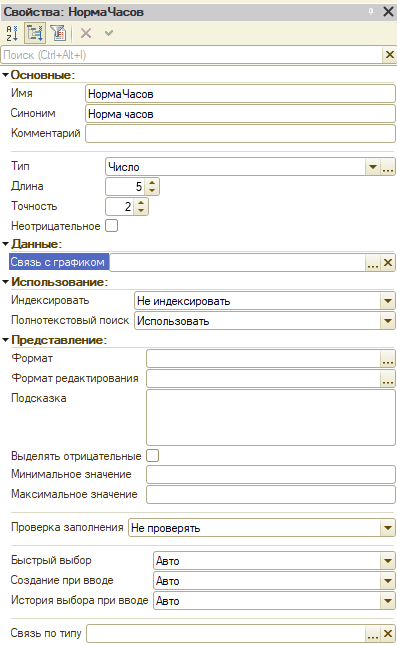 Свойства: НормаЧасов
Поиск (Ctrl+Alt+I)
Основные:
Имя НормаЧасов
Синоним Норма часов
Комментарий
Тип Число
Длина 5
Точность 2
Неотрицательное
Данные:
Связь с графиком
Использование:
Индексировать Не индексировать
Полнотекстовый поиск Использовать
Представление:
Формат
Формат редактирования
Подсказка
Выделять отрицательные
Минимальное значение
Максимальное значение
Проверка заполнения Не проверять
Быстрый выбор Авто
Создание при вводе Авто
История выбора при вводе Авто
Связь по типу